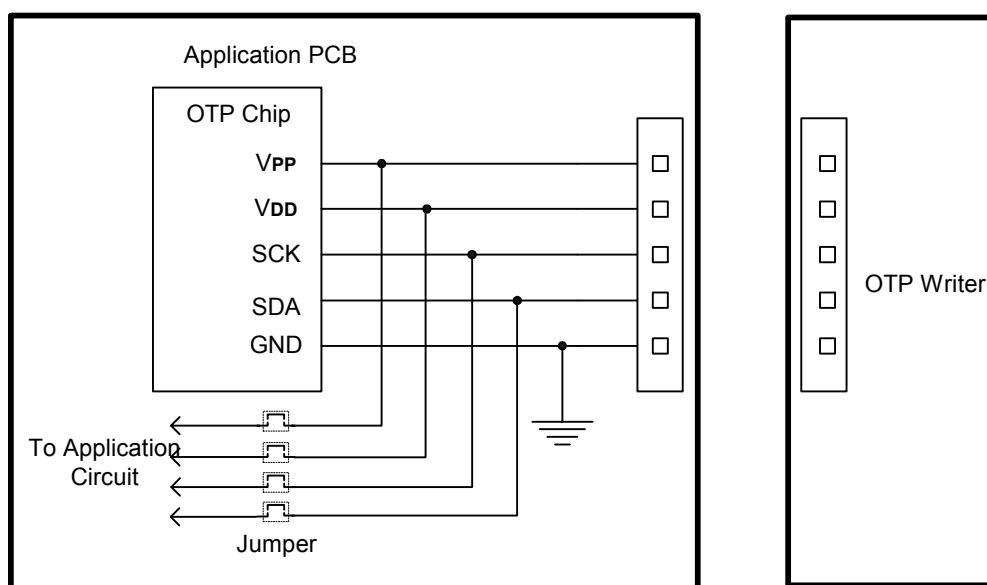 Application PCB
OTP Chip
VPP
VDD
SCK
SDA
GND
OTP Writer
To Application
Circuit
Jumper